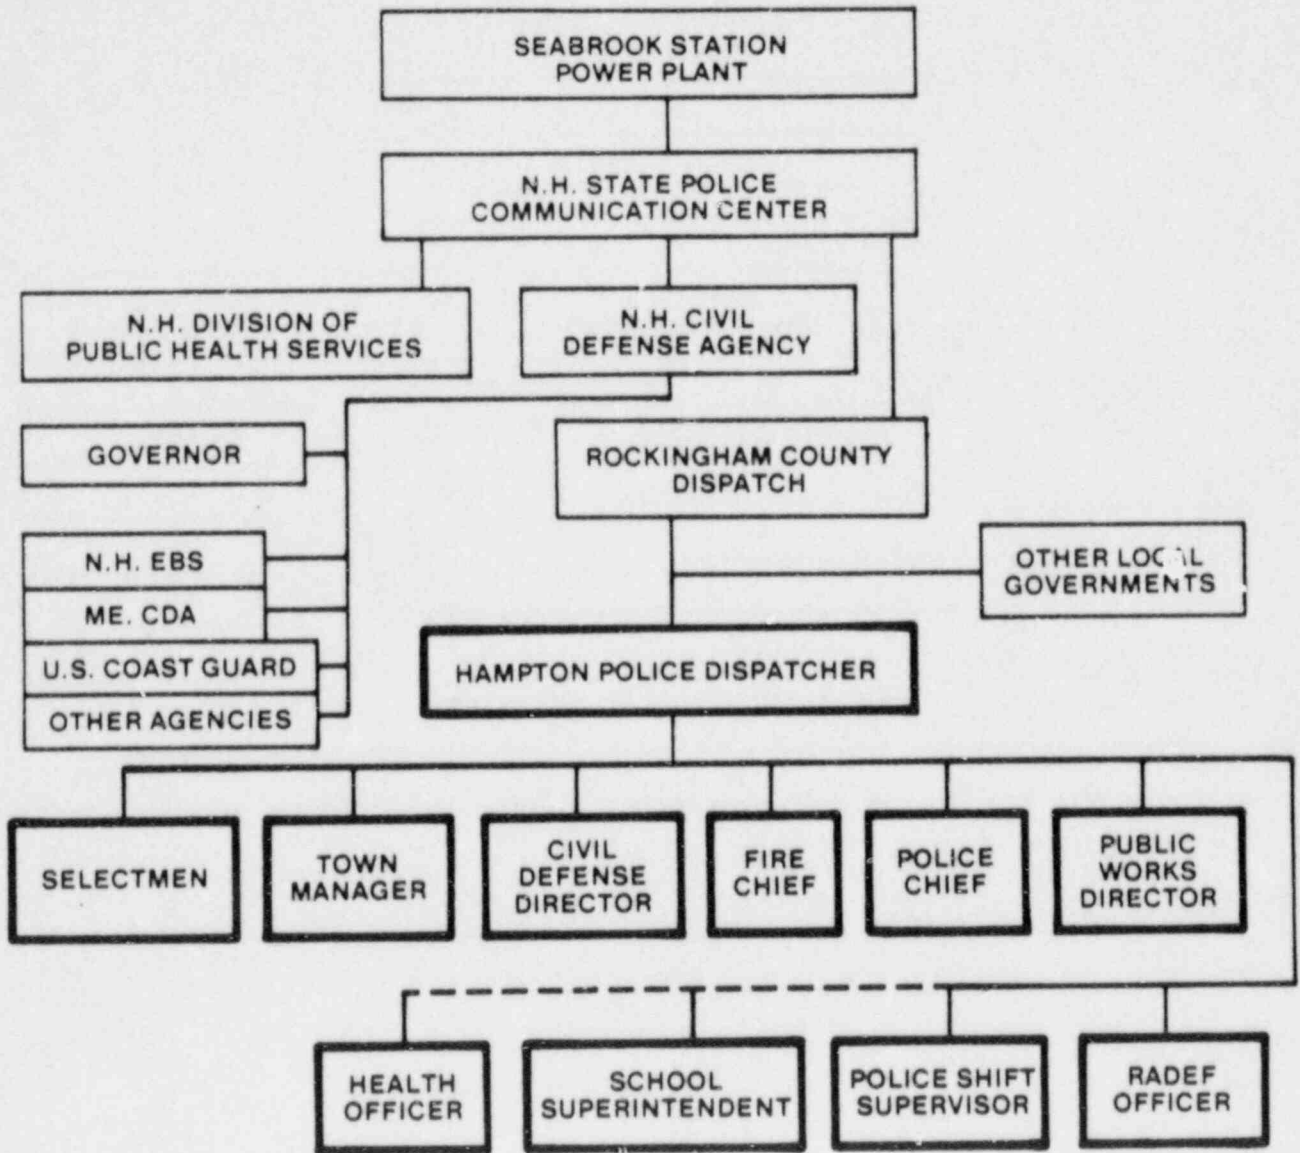 SEABROOK STATION
POWER PLANT
N.H. STATE POLICE
COMMUNICATION CENTER
N.H. DIVISION OF
PUBLIC HEALTH SERVICES
N.H. CIVIL
DEFENSE AGENCY
GOVERNOR
ROCKINGHAM COUNTY
DISPATCH
N.H. EBS
ME. CDA
U.S. COAST GUARD
OTHER AGENCIES
OTHER LOCAL
GOVERNMENTS
HAMPTON POLICE DISPATCHER
SELECTMEN
TOWN
MANAGER
CIVIL
DEFENSE
DIRECTOR
FIRE
CHIEF
POLICE
CHIEF
PUBLIC
WORKS
DIRECTOR
HEALTH
OFFICER
SCHOOL
SUPERINTENDENT
POLICE SHIFT
SUPERVISOR
RADEF
OFFICER